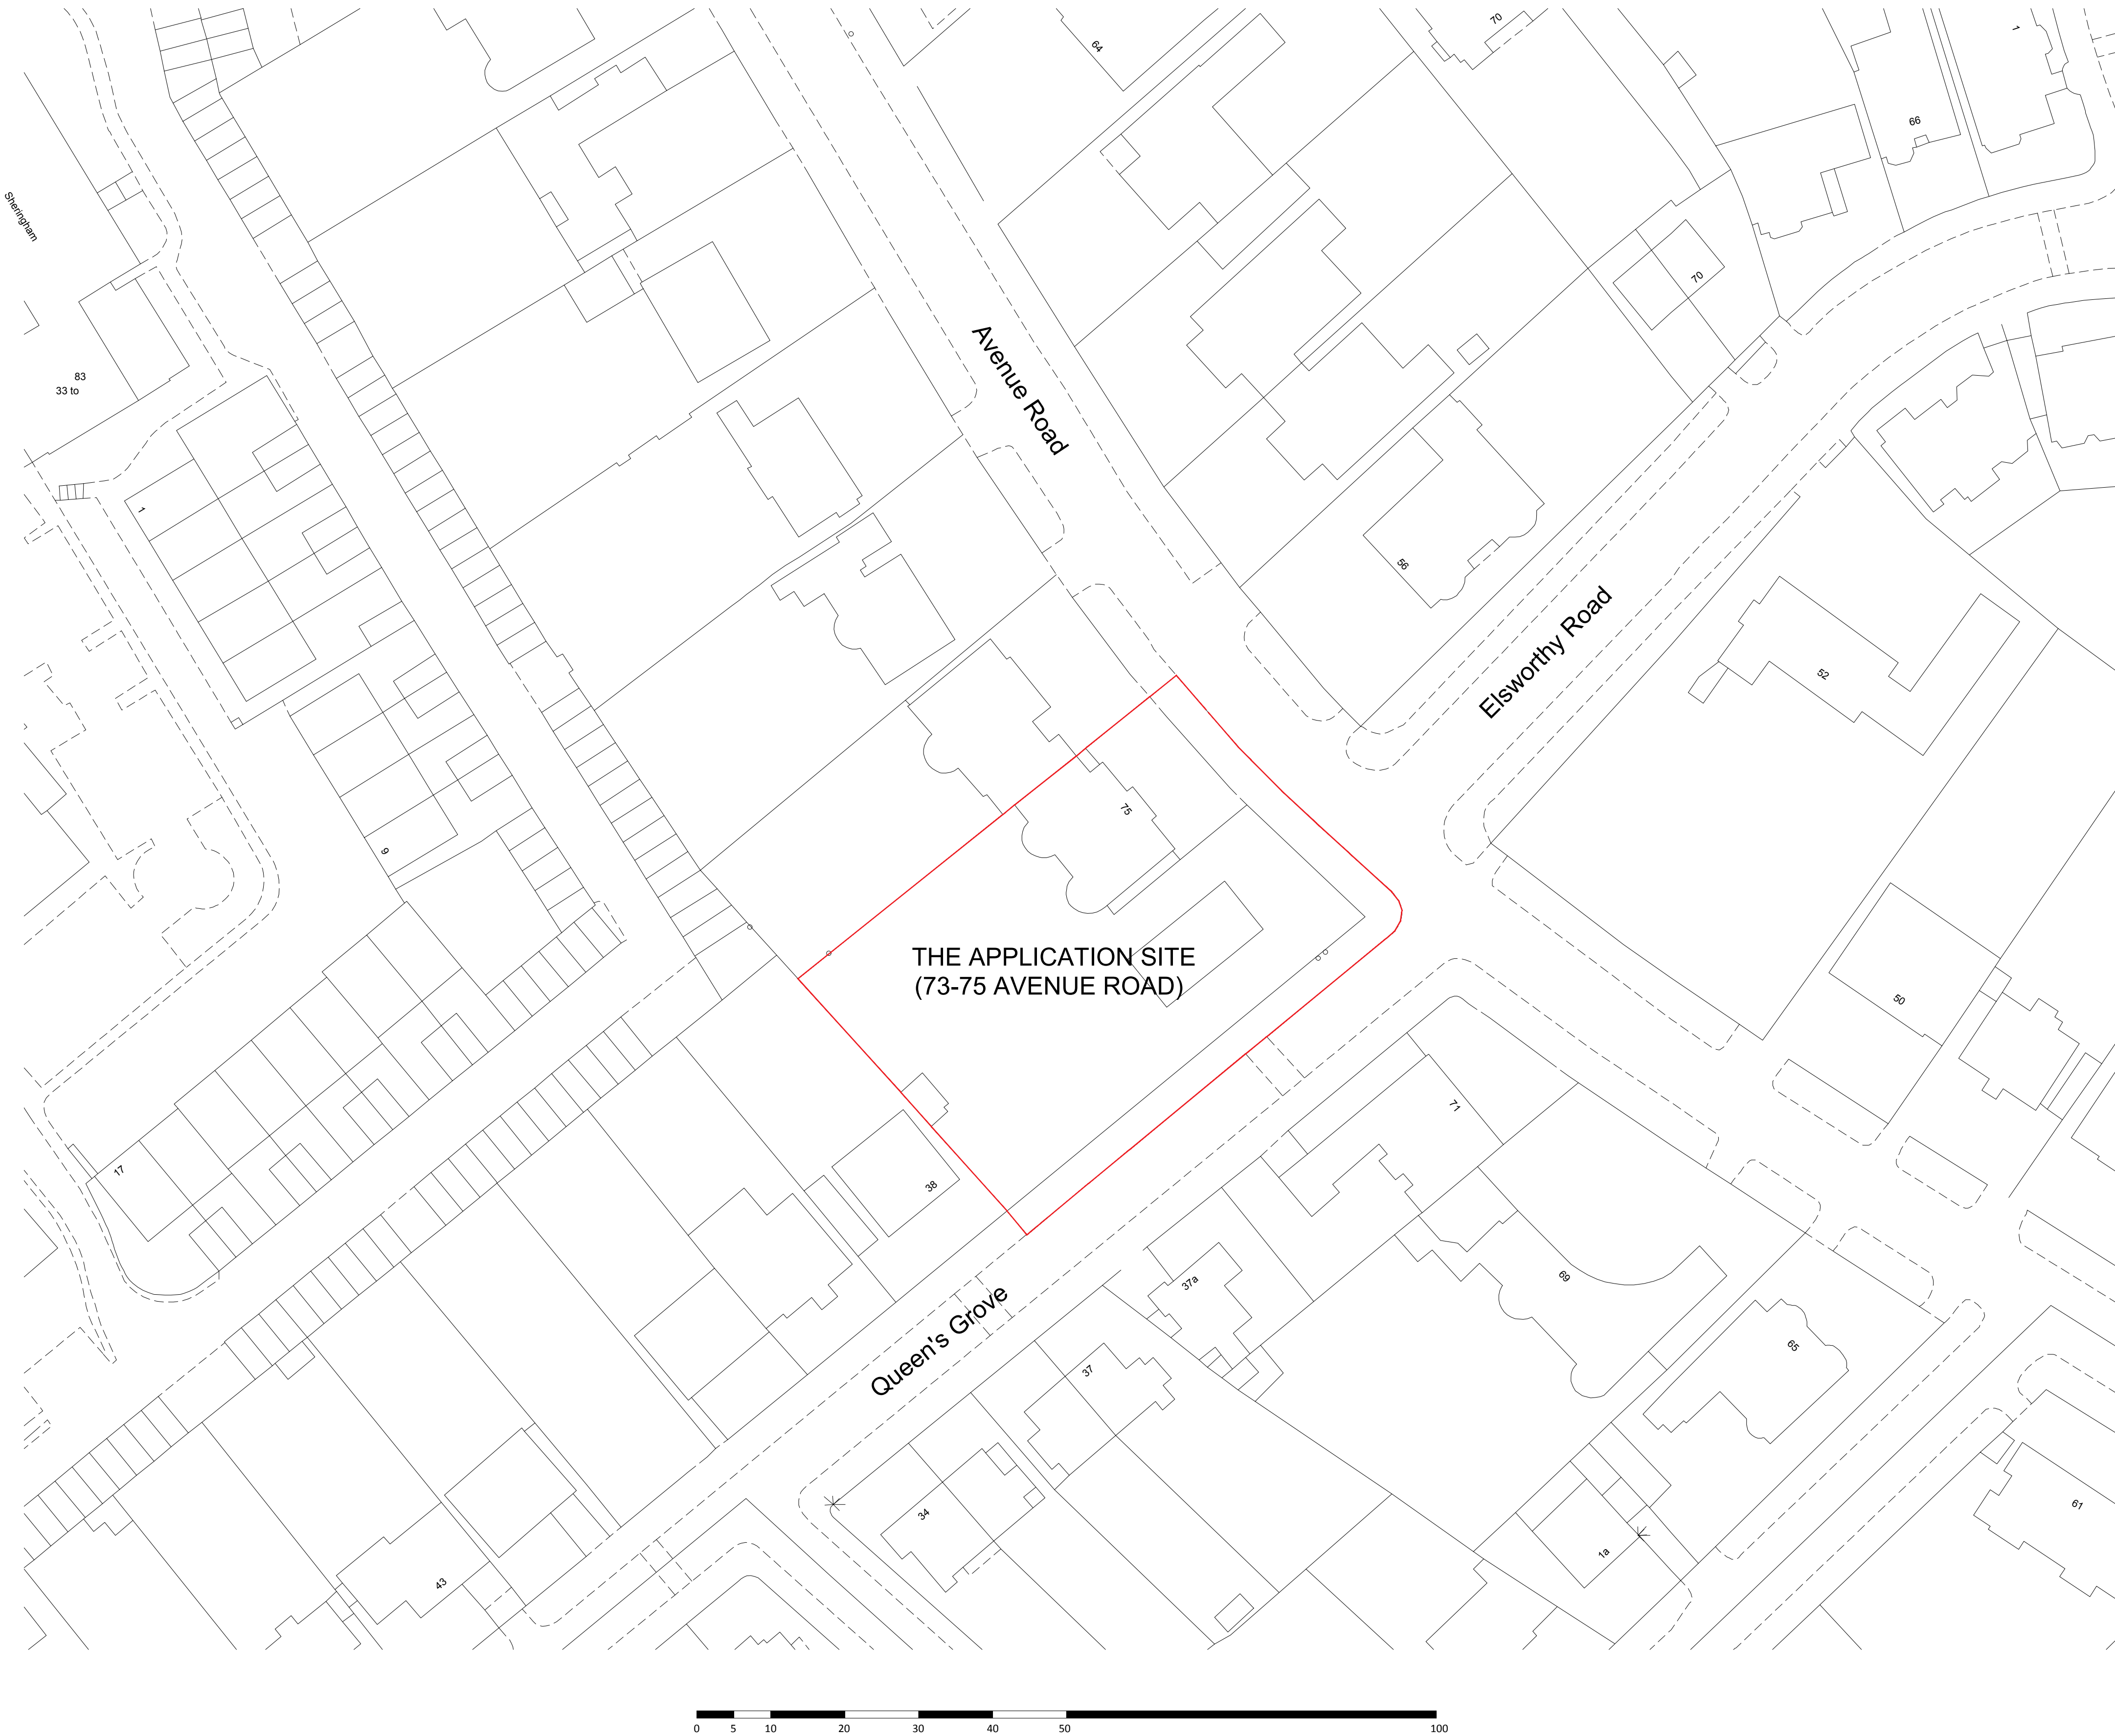 70
1
64
66
Sheringham
70
Avenue Road
83
33 to
1
56
Elsworthy Road
52
75
9
THE APPLICATION SITE
(73-75 AVENUE ROAD)
50
71
17
38
69
37a
Queen's Grove
65
37
61
34
1a
43
0 5 10 20 30 40 50 100